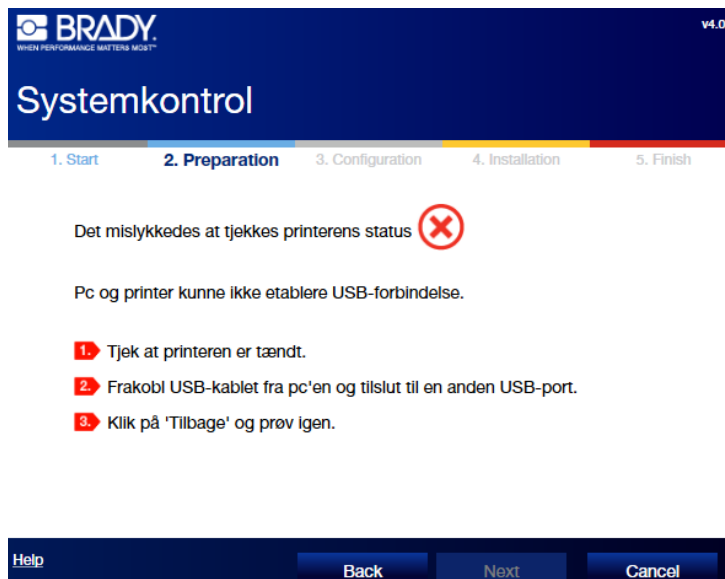 BRADY.
WHEN PERFORMANCE MATTERS MOST™
v4.0
Systemkontrol
1. Start
2. Preparation
3. Configuration
4. Installation
5. Finish
Det mislykkedes at tjekkes printerens status
Pc og printer kunne ikke etablere USB-forbindelse.
1. Tjek at printeren er tændt.
2. Frakobl USB-kablet fra pc'en og tilslut til en anden USB-port.
3. Klik på 'Tilbage' og prøv igen.
Help
Back
Next
Cancel